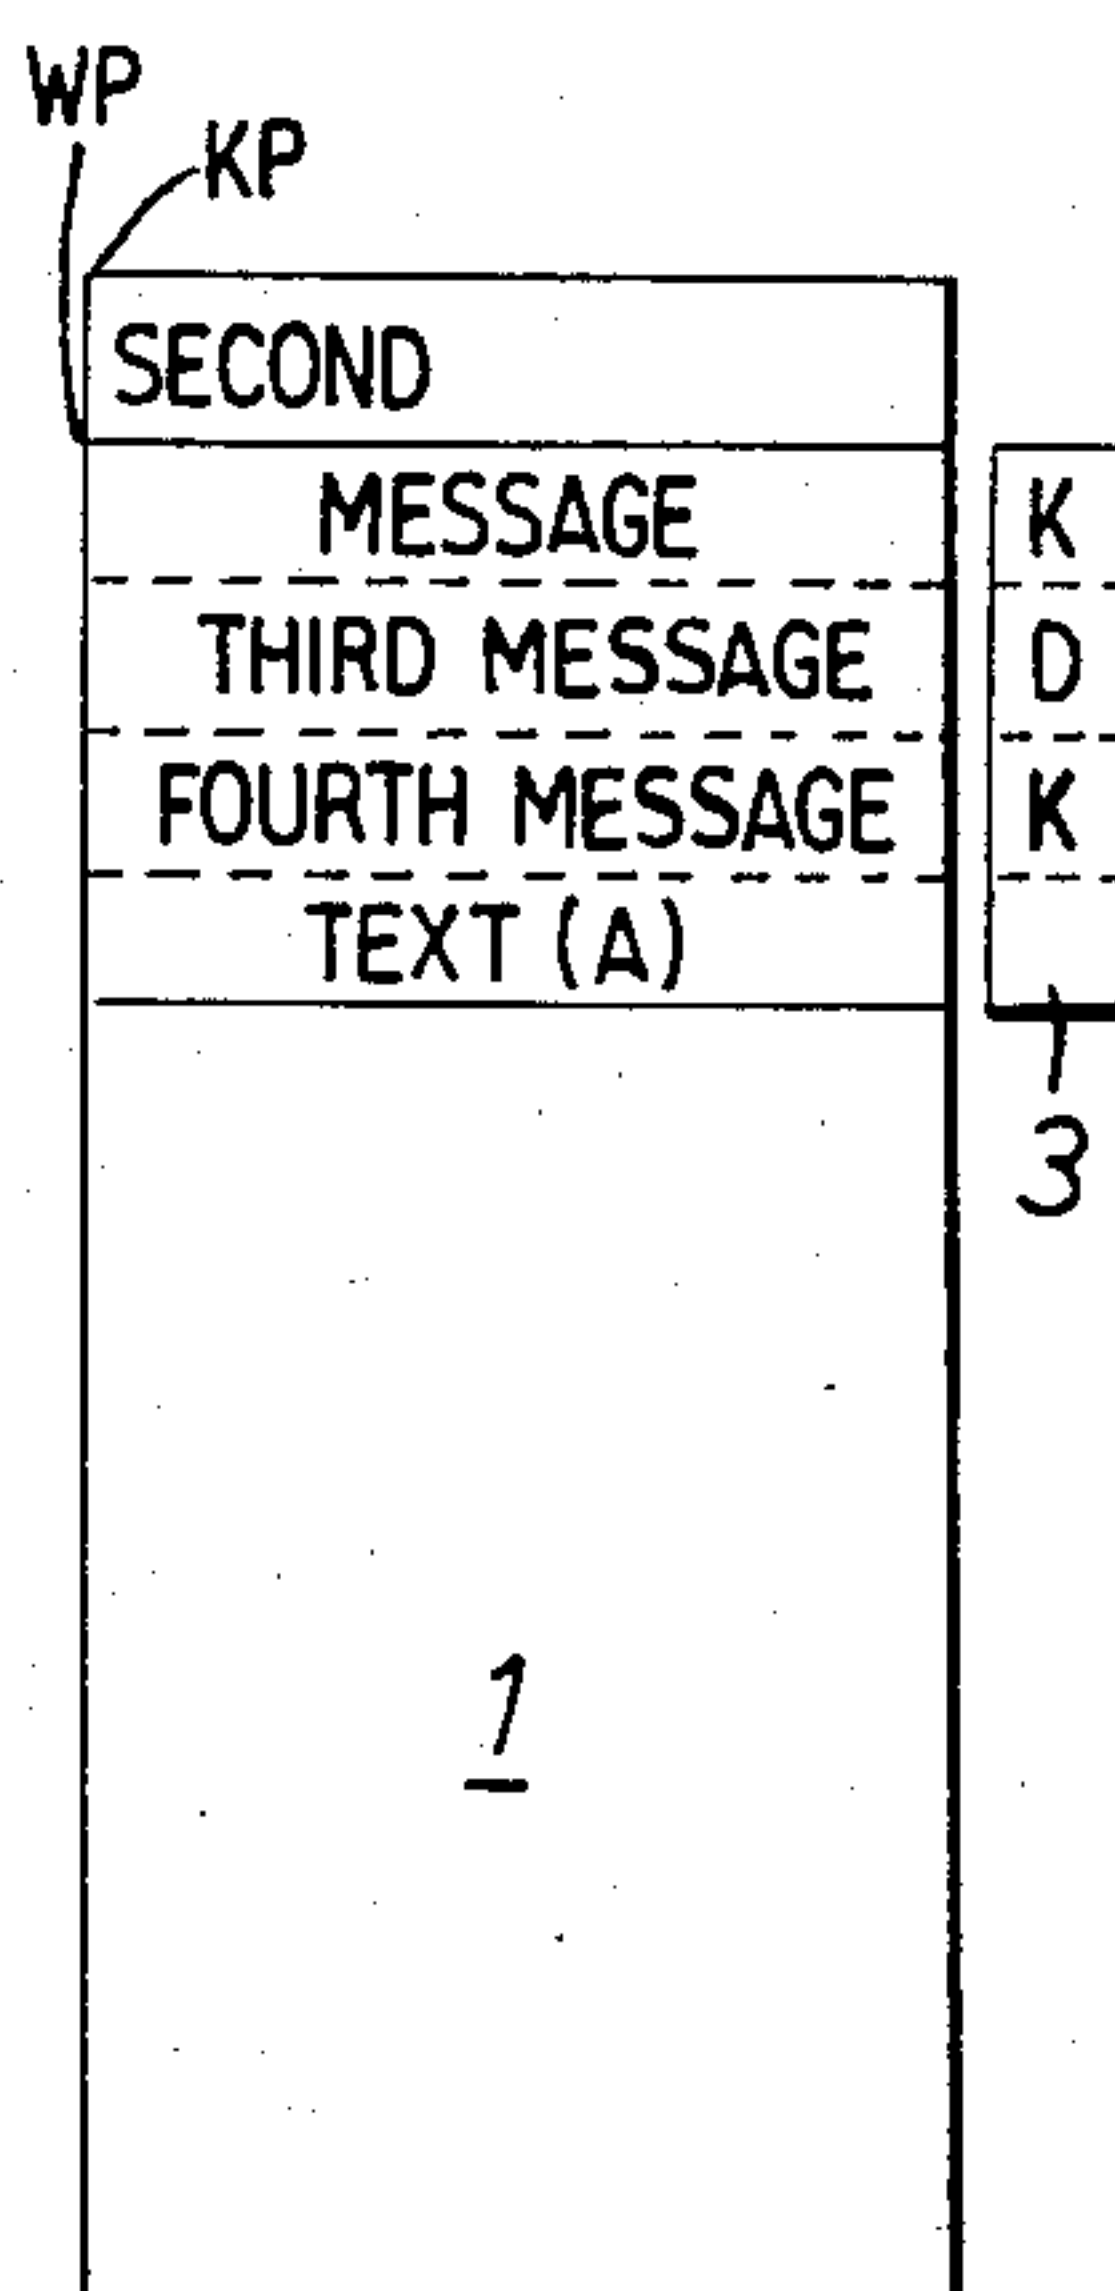 WP
KP
SECOND
MESSAGE K
THIRD MESSAGE D
FOURTH MESSAGE K
TEXT (A)
3
1